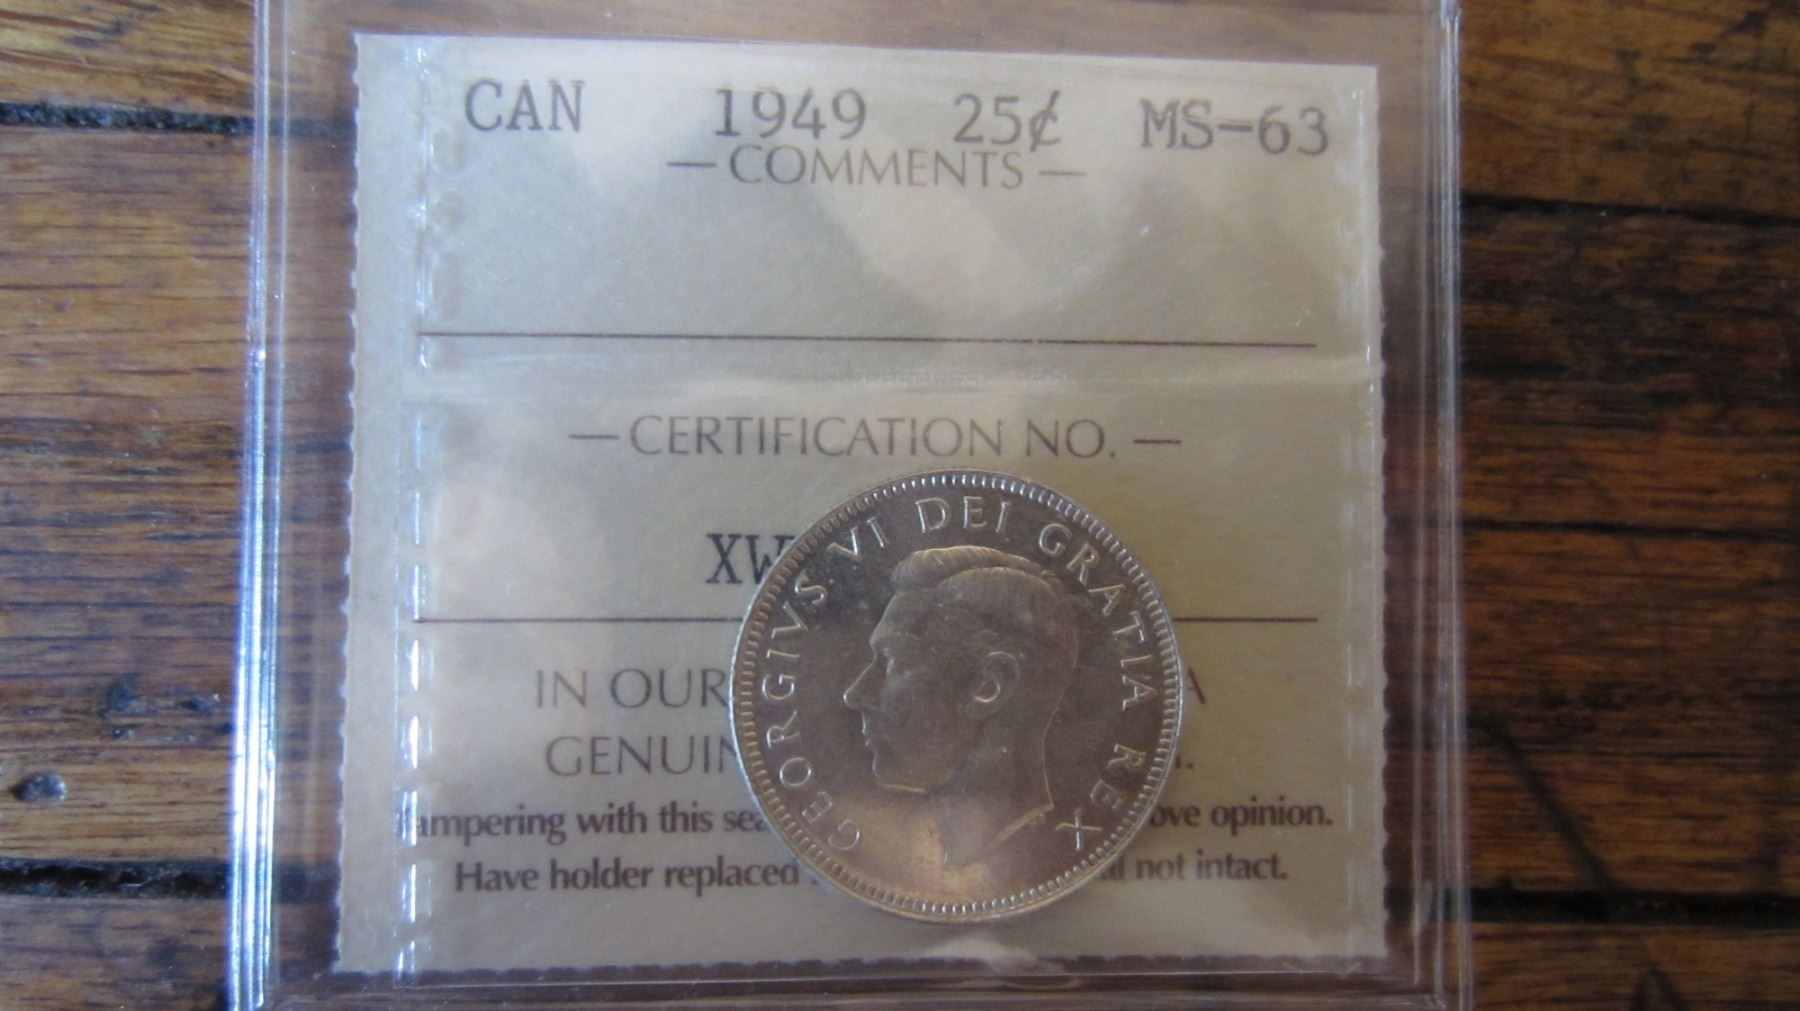 CAN 1949 25¢ MS-63
— COMMENTS —
— CERTIFICATION NO. —
XW
IN OUR A
GENUIN
ampering with this sea ove opinion.
Have holder replaced not intact.
GEORGIVS VI DEI GRATIA REX